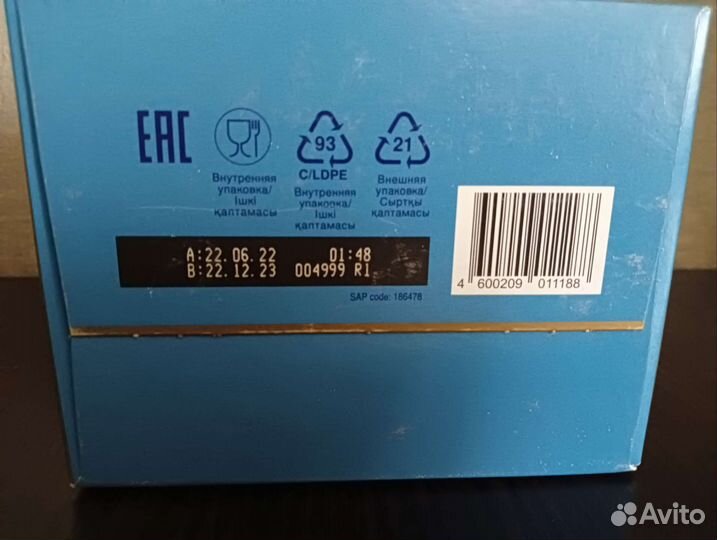 EAC
Внутренняя
упаковка/
Ішкі
қаптамасы
93
C/LDPE
Внутренняя
упаковка/
Ішкі
қаптамасы
21
Внешняя
упаковка/
Сыртқы
қаптамасы
A:22.06.22 01:48
B:22.12.23 004999 R1
SAP code: 186478
4 600209 011188
Avito